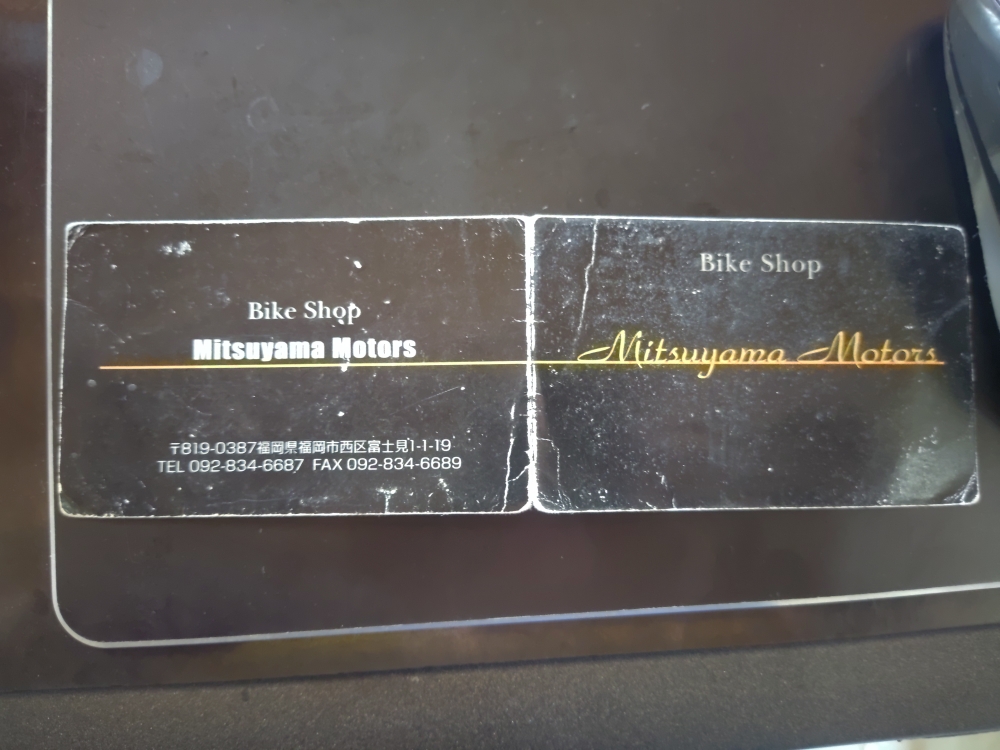 Bike Shop
Mitsuyama Motors
〒819-0387福岡県福岡市西区富士見1-1-19
TEL 092-834-6687 FAX 092-834-6689
Bike Shop
Mitsuyama Motors